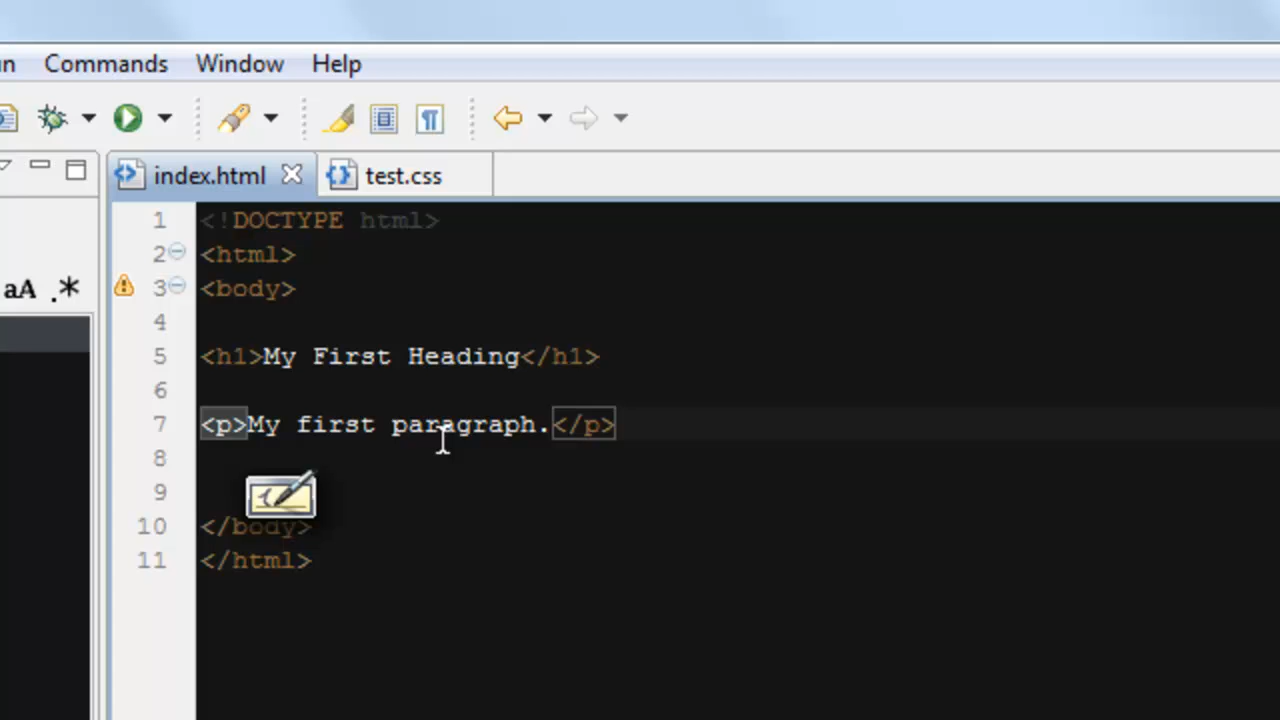 un Commands Window Help
index.html test.css
aA .*
1 <!DOCTYPE html>
2 <html>
3 <body>
4
5 <h1>My First Heading</h1>
6
7 <p>My first paragraph.</p>
8
9
10 </body>
11 </html>